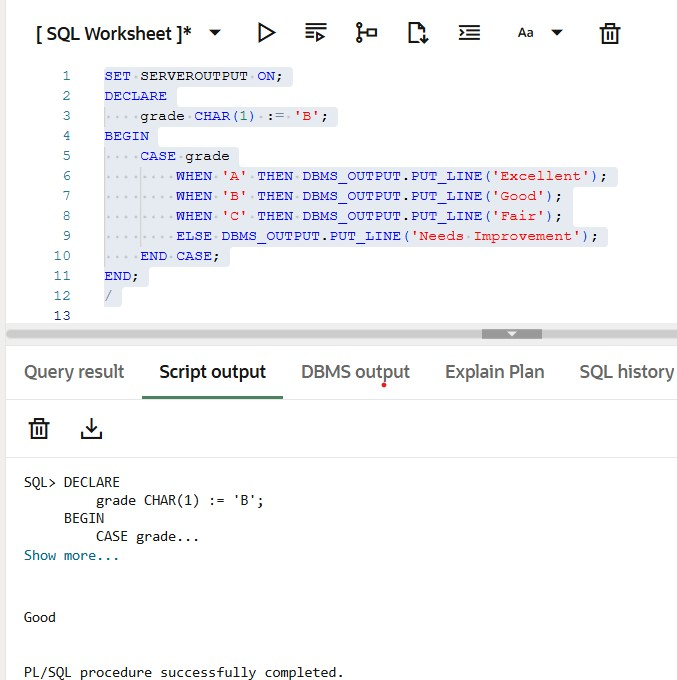 [ SQL Worksheet ]* Aa
1 SET SERVEROUTPUT ON;
2 DECLARE
3     grade CHAR(1) := 'B';
4 BEGIN
5     CASE grade
6         WHEN 'A' THEN DBMS_OUTPUT.PUT_LINE('Excellent');
7         WHEN 'B' THEN DBMS_OUTPUT.PUT_LINE('Good');
8         WHEN 'C' THEN DBMS_OUTPUT.PUT_LINE('Fair');
9         ELSE DBMS_OUTPUT.PUT_LINE('Needs Improvement');
10     END CASE;
11 END;
12 /
13
Query result Script output DBMS output Explain Plan SQL history
SQL> DECLARE
         grade CHAR(1) := 'B';
     BEGIN
         CASE grade...
Show more...
Good
PL/SQL procedure successfully completed.